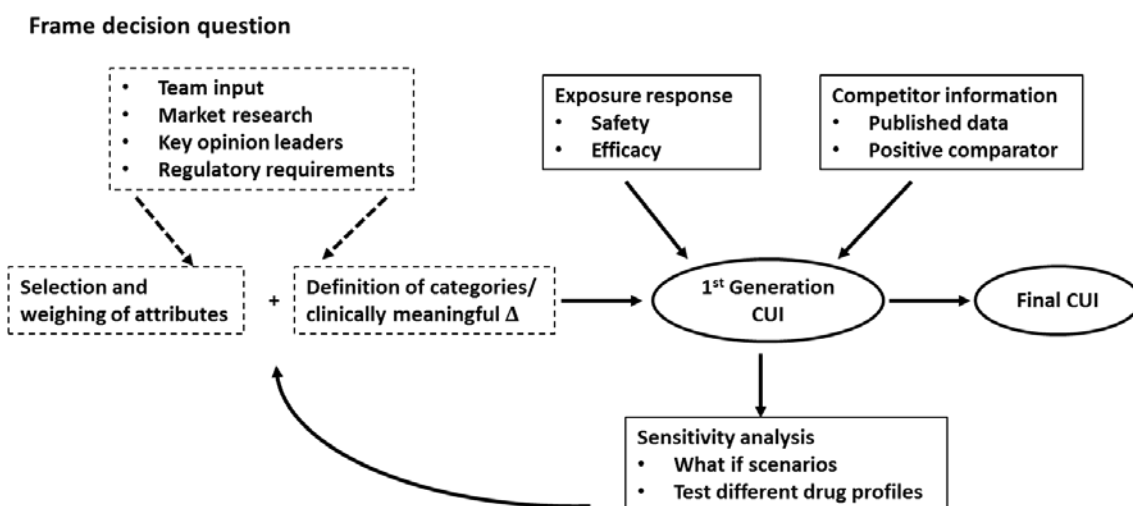 Frame decision question
• Team input
• Market research
• Key opinion leaders
• Regulatory requirements
Exposure response
• Safety
• Efficacy
Competitor information
• Published data
• Positive comparator
Selection and
weighing of attributes
+
Definition of categories/
clinically meaningful Δ
1st Generation
CUI
Final CUI
Sensitivity analysis
• What if scenarios
• Test different drug profiles